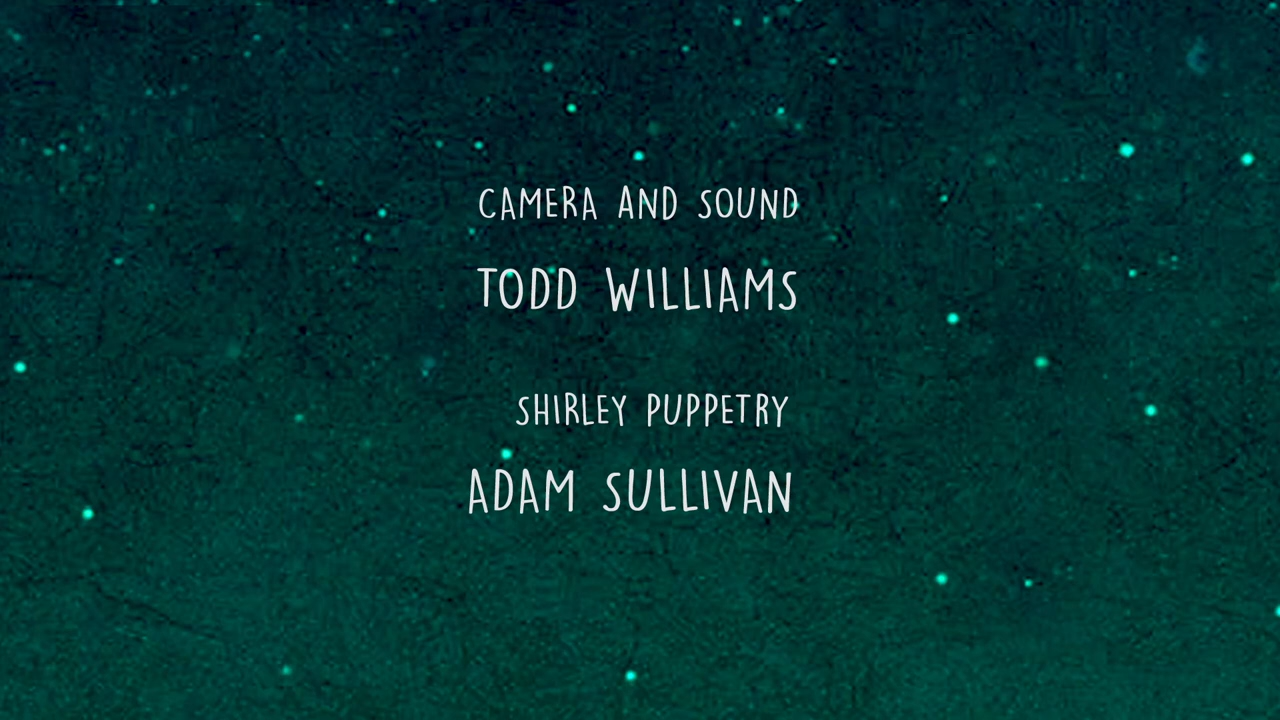 CAMERA AND SOUND
TODD WILLIAMS
SHIRLEY PUPPETRY
ADAM SULLIVAN